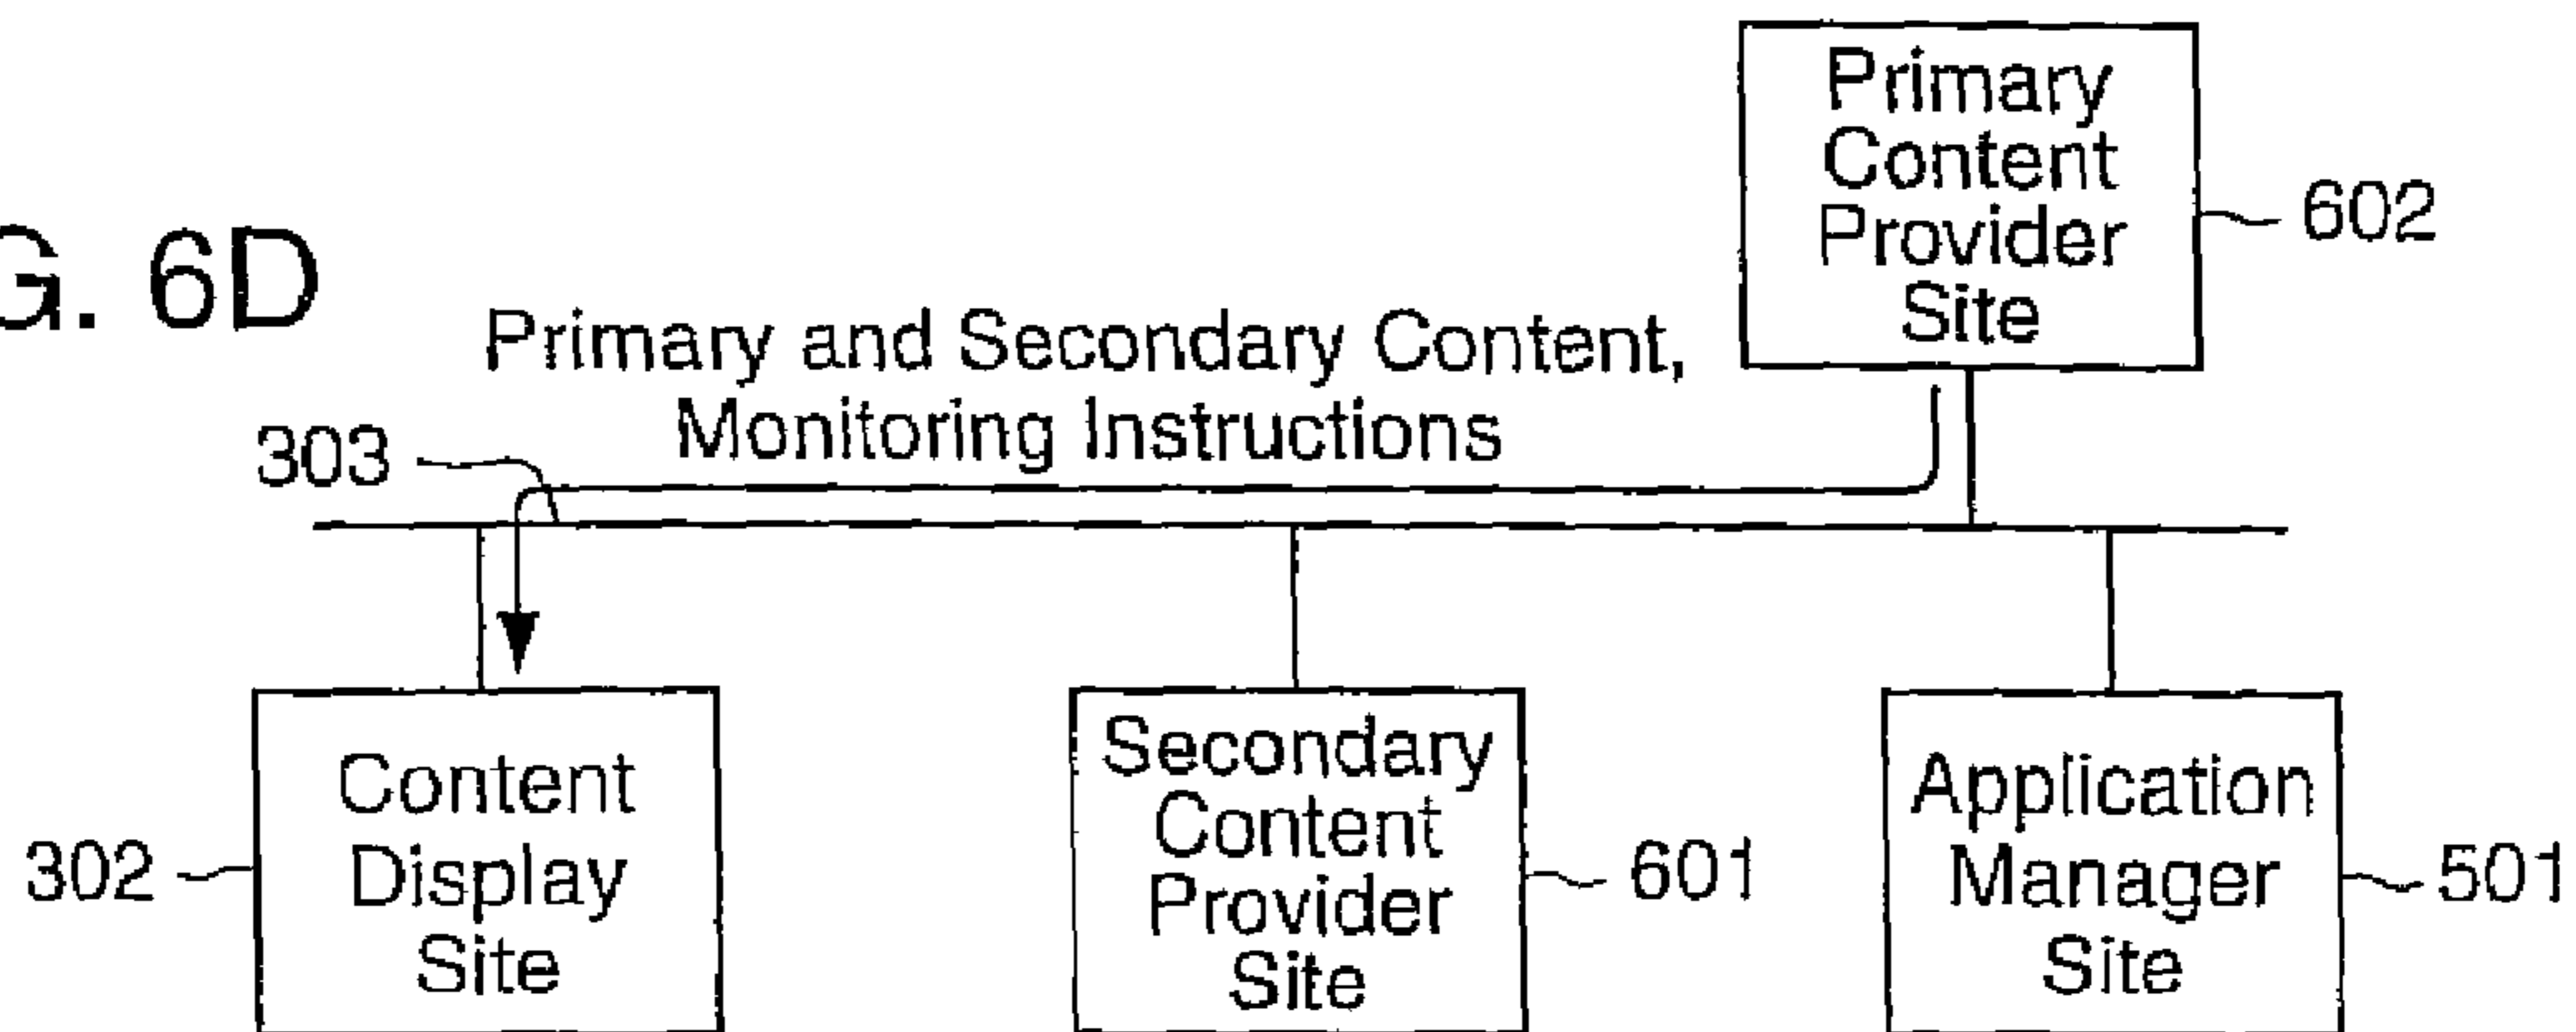 Primary
Content
Provider
Site
602
G. 6D
Primary and Secondary Content,
Monitoring Instructions
303
Content
Display
Site
302
Secondary
Content
Provider
Site
601
Application
Manager
Site
501